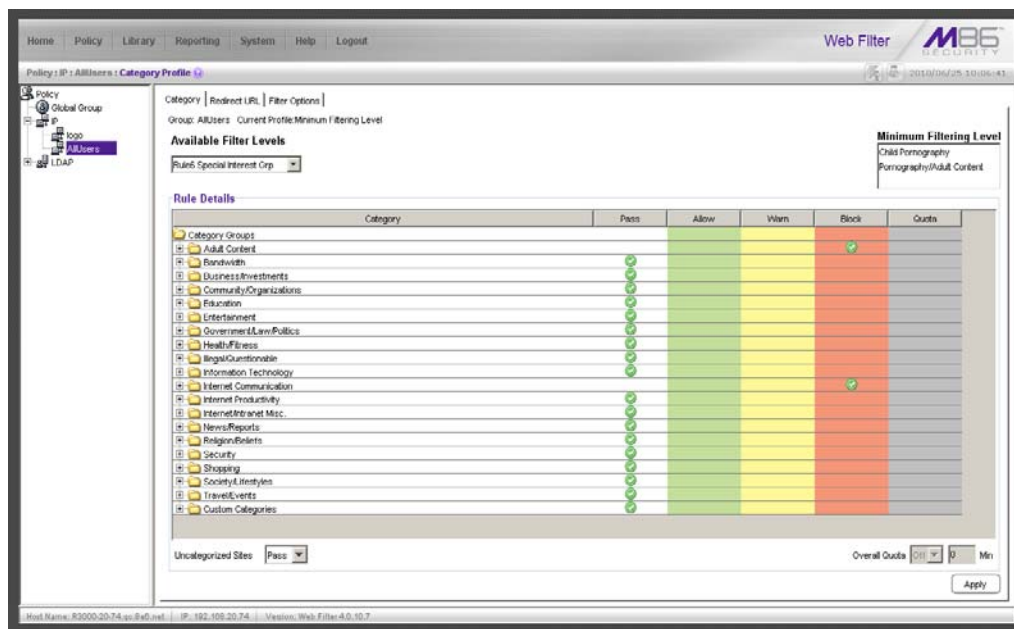 Home Policy Library Reporting System Help Logout
Web Filter
M86 SECURITY
Policy : IP : AllUsers : Category Profile
2010/06/25 10:06:41
Policy
Global Group
IP
logo
AllUsers
LDAP
Category Redirect URL Filter Options
Group: AllUsers Current Profile:Minimum Filtering Level
Available Filter Levels
Rule6 Special Interest Grp
Minimum Filtering Level
Child Pornography
Pornography/Adult Content
Rule Details
Category Pass Allow Warn Block Quota
Category Groups
Adult Content
Bandwidth
Business/Investments
Community/Organizations
Education
Entertainment
Government/Law/Politics
Health/Fitness
Illegal/Questionable
Information Technology
Internet Communication
Internet Productivity
Internet/Intranet Misc.
News/Reports
Religion/Beliefs
Security
Shopping
Society/Lifestyles
Travel/Events
Custom Categories
Uncategorized Sites Pass
Overall Quota Off 0 Min
Apply
Host Name: R3000-20-74.qc.8e6.net IP: 192.168.20.74 Version: Web Filter 4.0.10.7